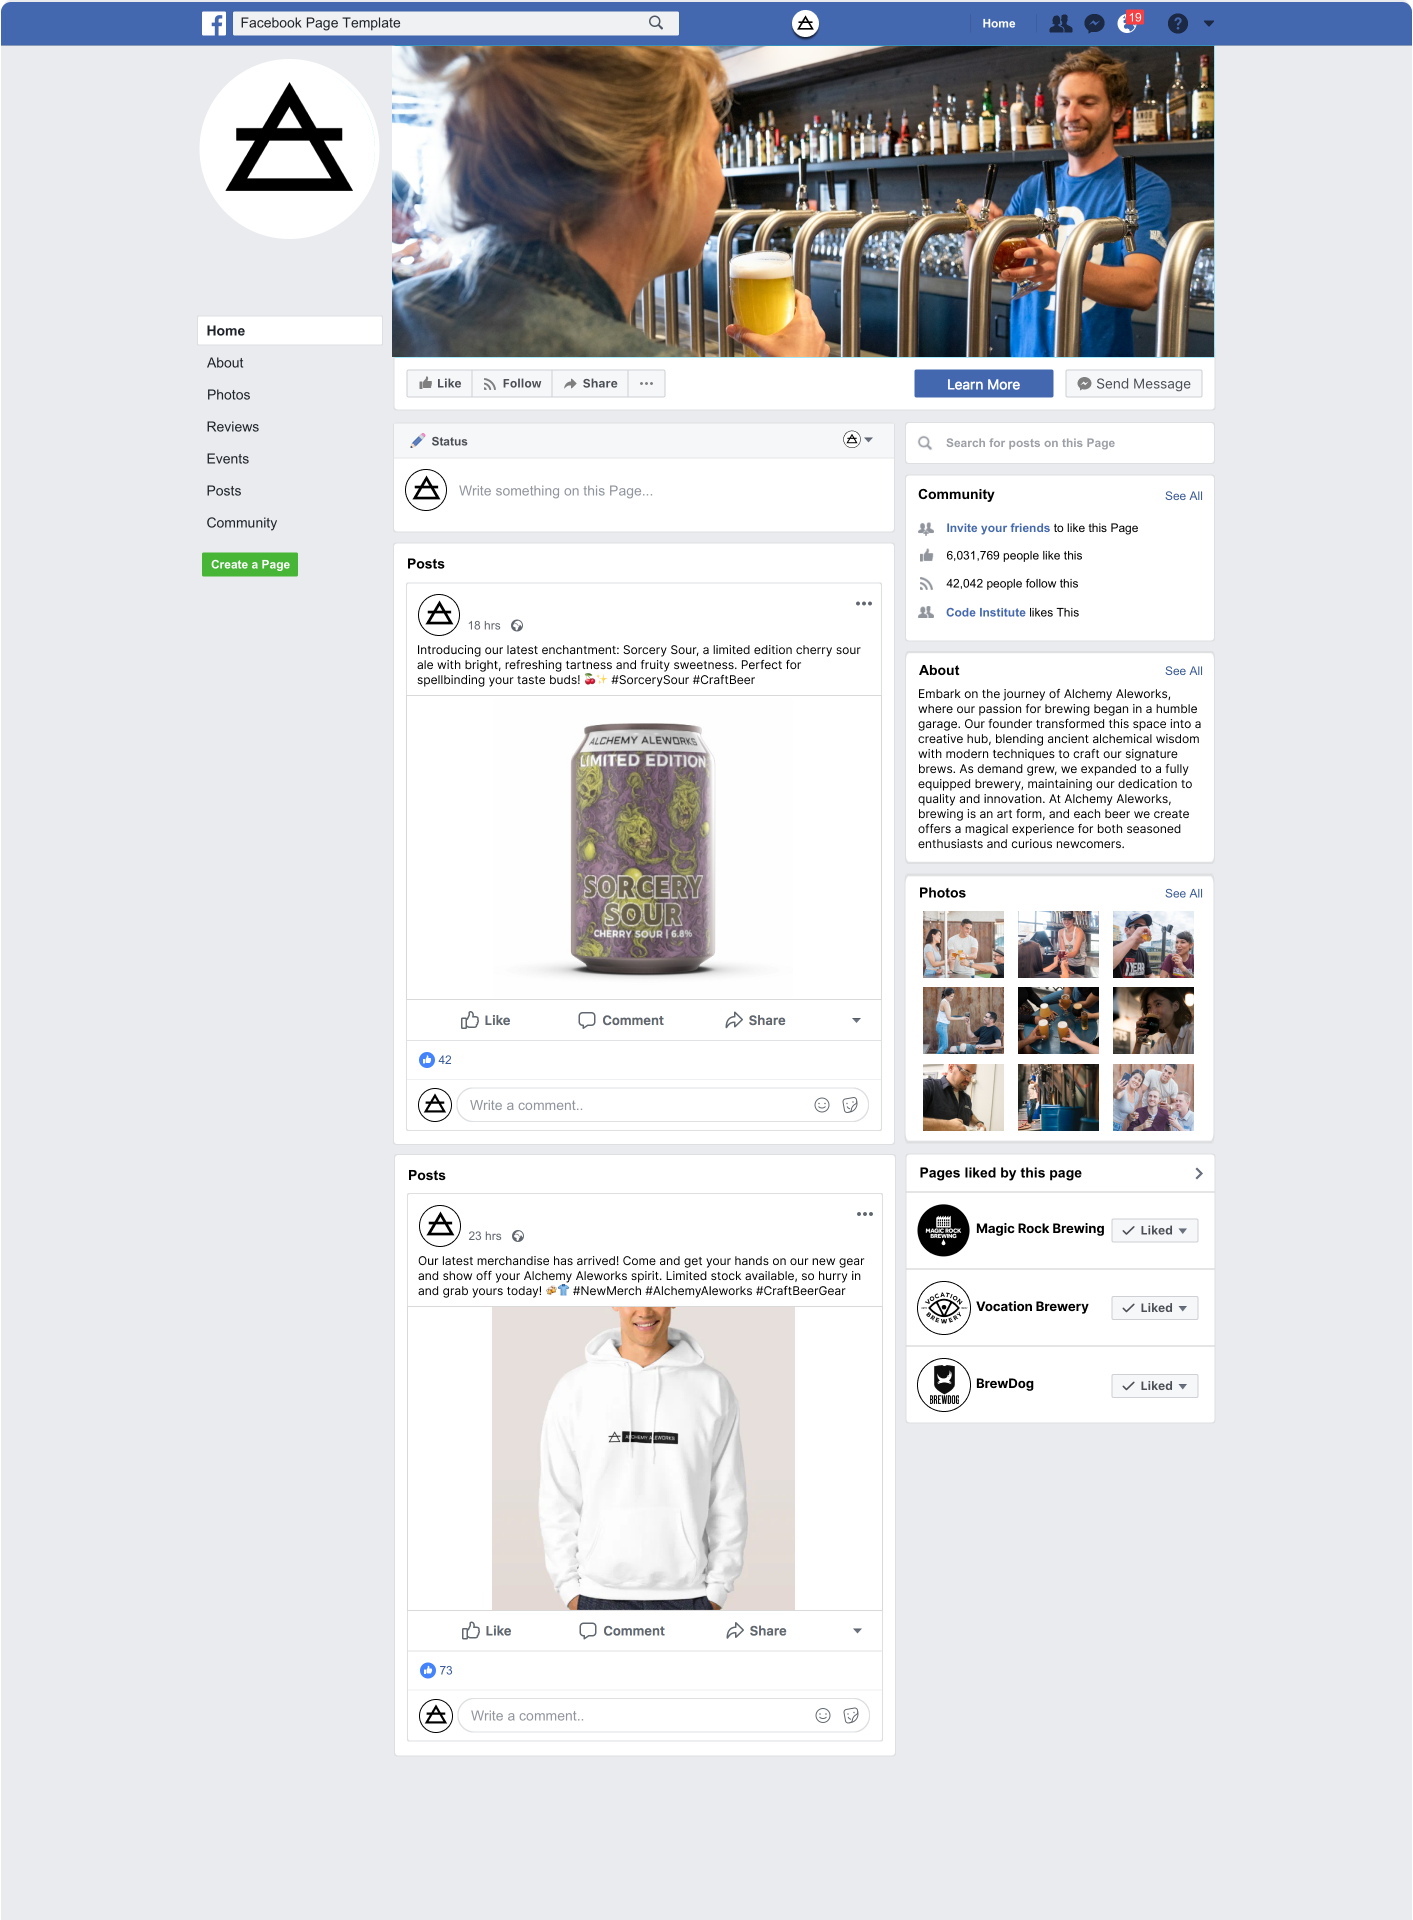 Facebook Page Template
Home
19
?
Home
About
Photos
Reviews
Events
Posts
Community
Create a Page
Like
Follow
Share
Learn More
Send Message
Status
Write something on this Page...
Posts
18 hrs
Introducing our latest enchantment: Sorcery Sour, a limited edition cherry sour
ale with bright, refreshing tartness and fruity sweetness. Perfect for
spellbinding your taste buds! 🍒✨ #SorcerySour #CraftBeer
ALCHEMY ALEWORKS
LIMITED EDITION
SORCERY
SOUR
CHERRY SOUR | 6.8%
Like
Comment
Share
42
Write a comment..
Posts
23 hrs
Our latest merchandise has arrived! Come and get your hands on our new gear
and show off your Alchemy Aleworks spirit. Limited stock available, so hurry in
and grab yours today! 🍻👕 #NewMerch #AlchemyAleworks #CraftBeerGear
ALCHEMY ALEWORKS
Like
Comment
Share
73
Write a comment..
Search for posts on this Page
Community
See All
Invite your friends to like this Page
6,031,769 people like this
42,042 people follow this
Code Institute likes This
About
See All
Embark on the journey of Alchemy Aleworks,
where our passion for brewing began in a humble
garage. Our founder transformed this space into a
creative hub, blending ancient alchemical wisdom
with modern techniques to craft our signature
brews. As demand grew, we expanded to a fully
equipped brewery, maintaining our dedication to
quality and innovation. At Alchemy Aleworks,
brewing is an art form, and each beer we create
offers a magical experience for both seasoned
enthusiasts and curious newcomers.
Photos
See All
Pages liked by this page
MAGIC ROCK
BREWING
Magic Rock Brewing
Liked
VOCATION
BREWERY
Vocation Brewery
Liked
BREWDOG
BrewDog
Liked